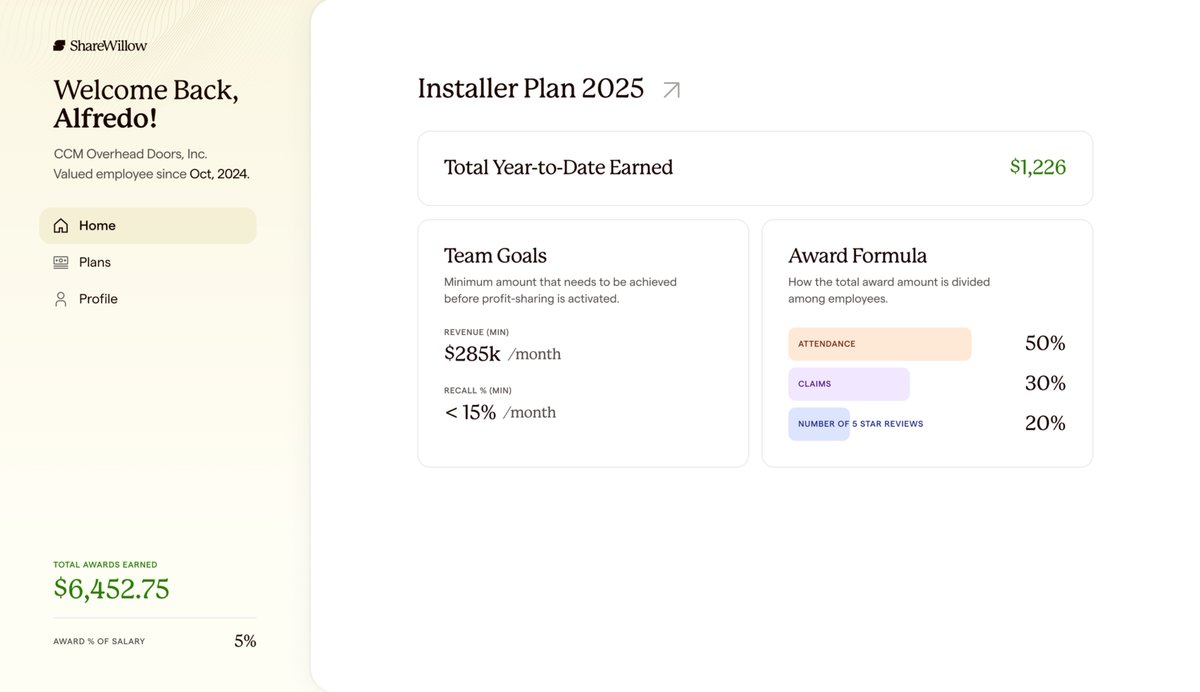 ShareWillow
Welcome Back,
Alfredo!
CCM Overhead Doors, Inc.
Valued employee since Oct, 2024.
Home
Plans
Profile
TOTAL AWARDS EARNED
$6,452.75
AWARD % OF SALARY 5%
Installer Plan 2025
Total Year-to-Date Earned $1,226
Team Goals
Minimum amount that needs to be achieved
before profit-sharing is activated.
REVENUE (MIN)
$285k /month
RECALL % (MIN)
< 15% /month
Award Formula
How the total award amount is divided
among employees.
ATTENDANCE 50%
CLAIMS 30%
NUMBER OF 5 STAR REVIEWS 20%